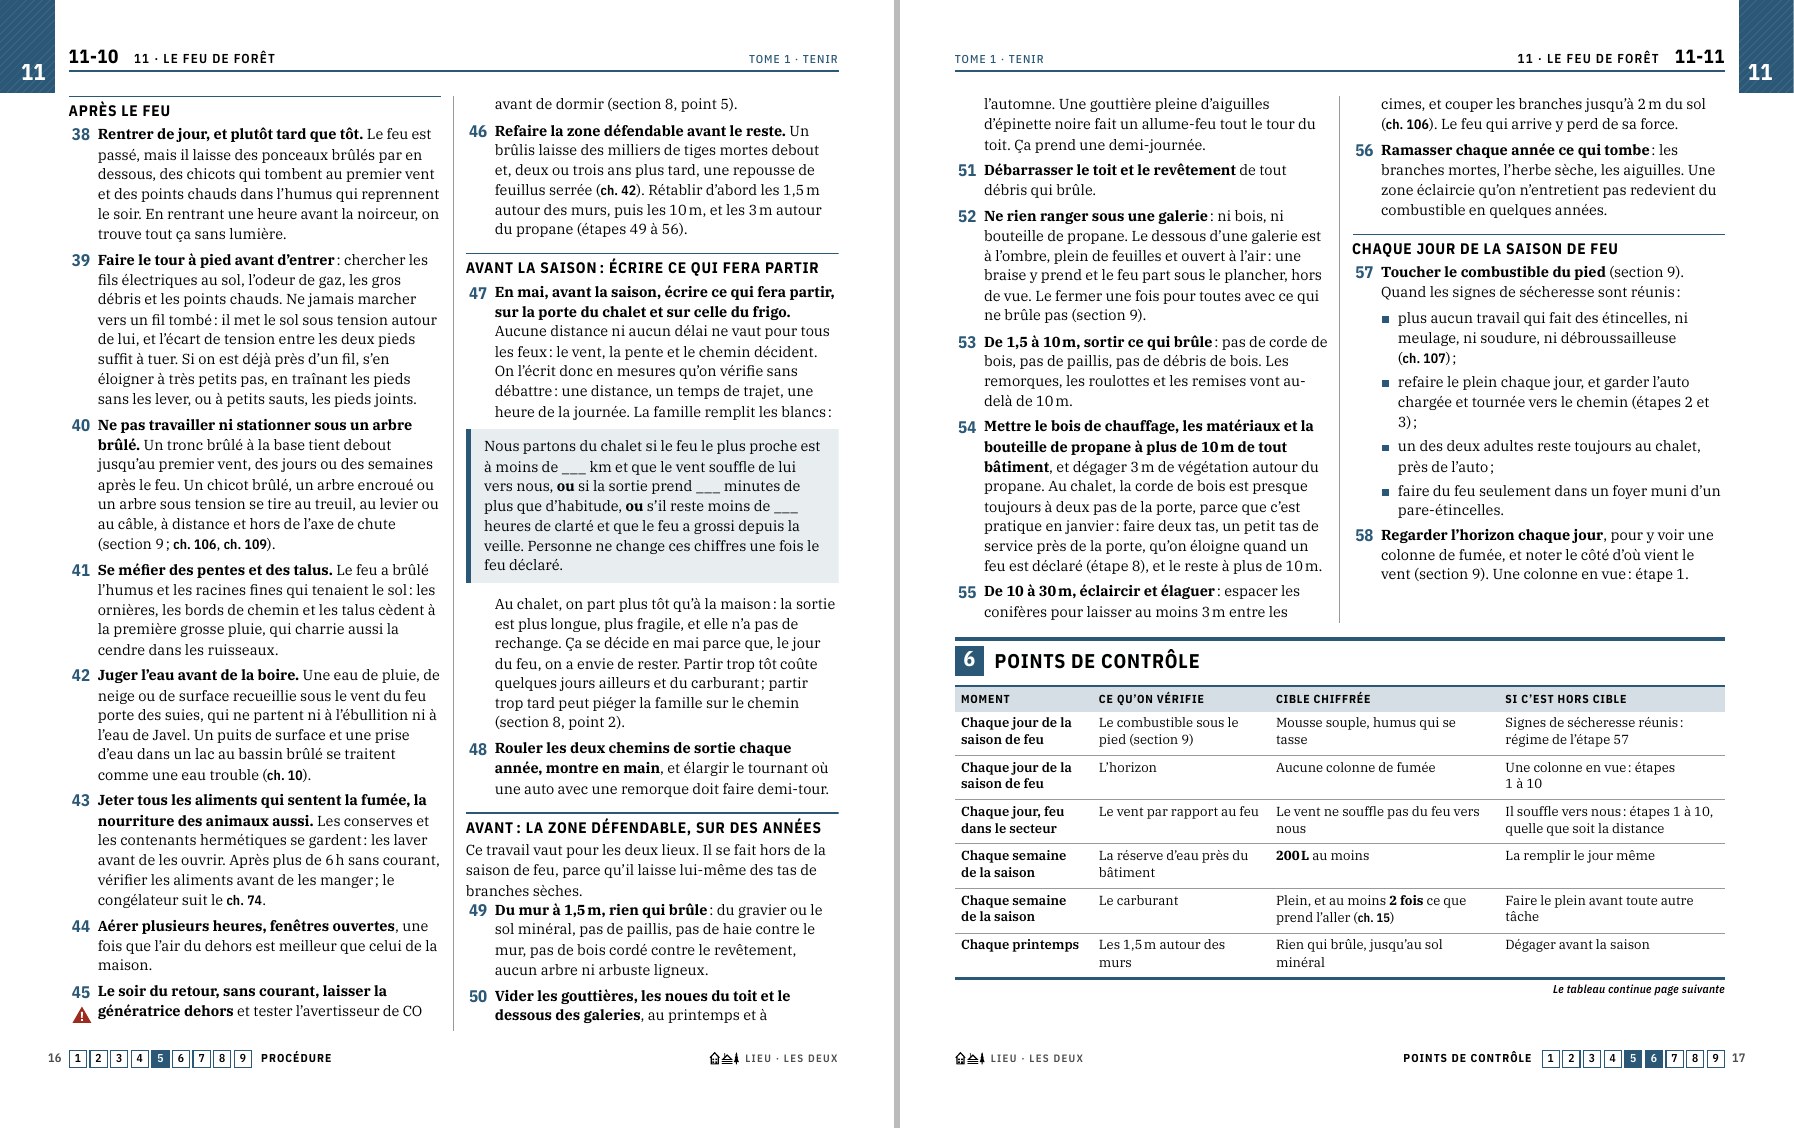 11
11-10 11 · LE FEU DE FORÊT
TOME 1 · TENIR
APRÈS LE FEU
38 Rentrer de jour, et plutôt tard que tôt. Le feu est
passé, mais il laisse des ponceaux brûlés par en
dessous, des chicots qui tombent au premier vent
et des points chauds dans l’humus qui reprennent
le soir. En rentrant une heure avant la noirceur, on
trouve tout ça sans lumière.
39 Faire le tour à pied avant d’entrer : chercher les
fils électriques au sol, l’odeur de gaz, les gros
débris et les points chauds. Ne jamais marcher
vers un fil tombé : il met le sol sous tension autour
de lui, et l’écart de tension entre les deux pieds
suffit à tuer. Si on est déjà près d’un fil, s’en
éloigner à très petits pas, en traînant les pieds
sans les lever, ou à petits sauts, les pieds joints.
40 Ne pas travailler ni stationner sous un arbre
brûlé. Un tronc brûlé à la base tient debout
jusqu’au premier vent, des jours ou des semaines
après le feu. Un chicot brûlé, un arbre encroué ou
un arbre sous tension se tire au treuil, au levier ou
au câble, à distance et hors de l’axe de chute
(section 9 ; ch. 106, ch. 109).
41 Se méfier des pentes et des talus. Le feu a brûlé
l’humus et les racines fines qui tenaient le sol : les
ornières, les bords de chemin et les talus cèdent à
la première grosse pluie, qui charrie aussi la
cendre dans les ruisseaux.
42 Juger l’eau avant de la boire. Une eau de pluie, de
neige ou de surface recueillie sous le vent du feu
porte des suies, qui ne partent ni à l’ébullition ni à
l’eau de Javel. Un puits de surface et une prise
d’eau dans un lac au bassin brûlé se traitent
comme une eau trouble (ch. 10).
43 Jeter tous les aliments qui sentent la fumée, la
nourriture des animaux aussi. Les conserves et
les contenants hermétiques se gardent : les laver
avant de les ouvrir. Après plus de 6 h sans courant,
vérifier les aliments avant de les manger ; le
congélateur suit le ch. 74.
44 Aérer plusieurs heures, fenêtres ouvertes, une
fois que l’air du dehors est meilleur que celui de la
maison.
45 Le soir du retour, sans courant, laisser la
génératrice dehors et tester l’avertisseur de CO
avant de dormir (section 8, point 5).
46 Refaire la zone défendable avant le reste. Un
brûlis laisse des milliers de tiges mortes debout
et, deux ou trois ans plus tard, une repousse de
feuillus serrée (ch. 42). Rétablir d’abord les 1,5 m
autour des murs, puis les 10 m, et les 3 m autour
du propane (étapes 49 à 56).
AVANT LA SAISON : ÉCRIRE CE QUI FERA PARTIR
47 En mai, avant la saison, écrire ce qui fera partir,
sur la porte du chalet et sur celle du frigo.
Aucune distance ni aucun délai ne vaut pour tous
les feux : le vent, la pente et le chemin décident.
On l’écrit donc en mesures qu’on vérifie sans
débattre : une distance, un temps de trajet, une
heure de la journée. La famille remplit les blancs :
Nous partons du chalet si le feu le plus proche est
à moins de ___ km et que le vent souffle de lui
vers nous, ou si la sortie prend ___ minutes de
plus que d’habitude, ou s’il reste moins de ___
heures de clarté et que le feu a grossi depuis la
veille. Personne ne change ces chiffres une fois le
feu déclaré.
Au chalet, on part plus tôt qu’à la maison : la sortie
est plus longue, plus fragile, et elle n’a pas de
rechange. Ça se décide en mai parce que, le jour
du feu, on a envie de rester. Partir trop tôt coûte
quelques jours ailleurs et du carburant ; partir
trop tard peut piéger la famille sur le chemin
(section 8, point 2).
48 Rouler les deux chemins de sortie chaque
année, montre en main, et élargir le tournant où
une auto avec une remorque doit faire demi-tour.
AVANT : LA ZONE DÉFENDABLE, SUR DES ANNÉES
Ce travail vaut pour les deux lieux. Il se fait hors de la
saison de feu, parce qu’il laisse lui-même des tas de
branches sèches.
49 Du mur à 1,5 m, rien qui brûle : du gravier ou le
sol minéral, pas de paillis, pas de haie contre le
mur, pas de bois cordé contre le revêtement,
aucun arbre ni arbuste ligneux.
50 Vider les gouttières, les noues du toit et le
dessous des galeries, au printemps et à
16 1 2 3 4 5 6 7 8 9 PROCÉDURE
LIEU · LES DEUX
TOME 1 · TENIR
11 · LE FEU DE FORÊT 11-11
11
l’automne. Une gouttière pleine d’aiguilles
d’épinette noire fait un allume-feu tout le tour du
toit. Ça prend une demi-journée.
51 Débarrasser le toit et le revêtement de tout
débris qui brûle.
52 Ne rien ranger sous une galerie : ni bois, ni
bouteille de propane. Le dessous d’une galerie est
à l’ombre, plein de feuilles et ouvert à l’air : une
braise y prend et le feu part sous le plancher, hors
de vue. Le fermer une fois pour toutes avec ce qui
ne brûle pas (section 9).
53 De 1,5 à 10 m, sortir ce qui brûle : pas de corde de
bois, pas de paillis, pas de débris de bois. Les
remorques, les roulottes et les remises vont au-
delà de 10 m.
54 Mettre le bois de chauffage, les matériaux et la
bouteille de propane à plus de 10 m de tout
bâtiment, et dégager 3 m de végétation autour du
propane. Au chalet, la corde de bois est presque
toujours à deux pas de la porte, parce que c’est
pratique en janvier : faire deux tas, un petit tas de
service près de la porte, qu’on éloigne quand un
feu est déclaré (étape 8), et le reste à plus de 10 m.
55 De 10 à 30 m, éclaircir et élaguer : espacer les
conifères pour laisser au moins 3 m entre les
cimes, et couper les branches jusqu’à 2 m du sol
(ch. 106). Le feu qui arrive y perd de sa force.
56 Ramasser chaque année ce qui tombe : les
branches mortes, l’herbe sèche, les aiguilles. Une
zone éclaircie qu’on n’entretient pas redevient du
combustible en quelques années.
CHAQUE JOUR DE LA SAISON DE FEU
57 Toucher le combustible du pied (section 9).
Quand les signes de sécheresse sont réunis :
plus aucun travail qui fait des étincelles, ni
meulage, ni soudure, ni débroussailleuse
(ch. 107) ;
refaire le plein chaque jour, et garder l’auto
chargée et tournée vers le chemin (étapes 2 et
3) ;
un des deux adultes reste toujours au chalet,
près de l’auto ;
faire du feu seulement dans un foyer muni d’un
pare-étincelles.
58 Regarder l’horizon chaque jour, pour y voir une
colonne de fumée, et noter le côté d’où vient le
vent (section 9). Une colonne en vue : étape 1.
6 POINTS DE CONTRÔLE
MOMENT CE QU’ON VÉRIFIE CIBLE CHIFFRÉE SI C’EST HORS CIBLE
Chaque jour de la Le combustible sous le Mousse souple, humus qui se Signes de sécheresse réunis :
saison de feu pied (section 9) tasse régime de l’étape 57
Chaque jour de la L’horizon Aucune colonne de fumée Une colonne en vue : étapes
saison de feu 1 à 10
Chaque jour, feu Le vent par rapport au feu Le vent ne souffle pas du feu vers Il souffle vers nous : étapes 1 à 10,
dans le secteur nous quelle que soit la distance
Chaque semaine La réserve d’eau près du 200 L au moins La remplir le jour même
de la saison bâtiment
Chaque semaine Le carburant Plein, et au moins 2 fois ce que Faire le plein avant toute autre
de la saison prend l’aller (ch. 15) tâche
Chaque printemps Les 1,5 m autour des Rien qui brûle, jusqu’au sol Dégager avant la saison
murs minéral
Le tableau continue page suivante
LIEU · LES DEUX
POINTS DE CONTRÔLE 1 2 3 4 5 6 7 8 9 17